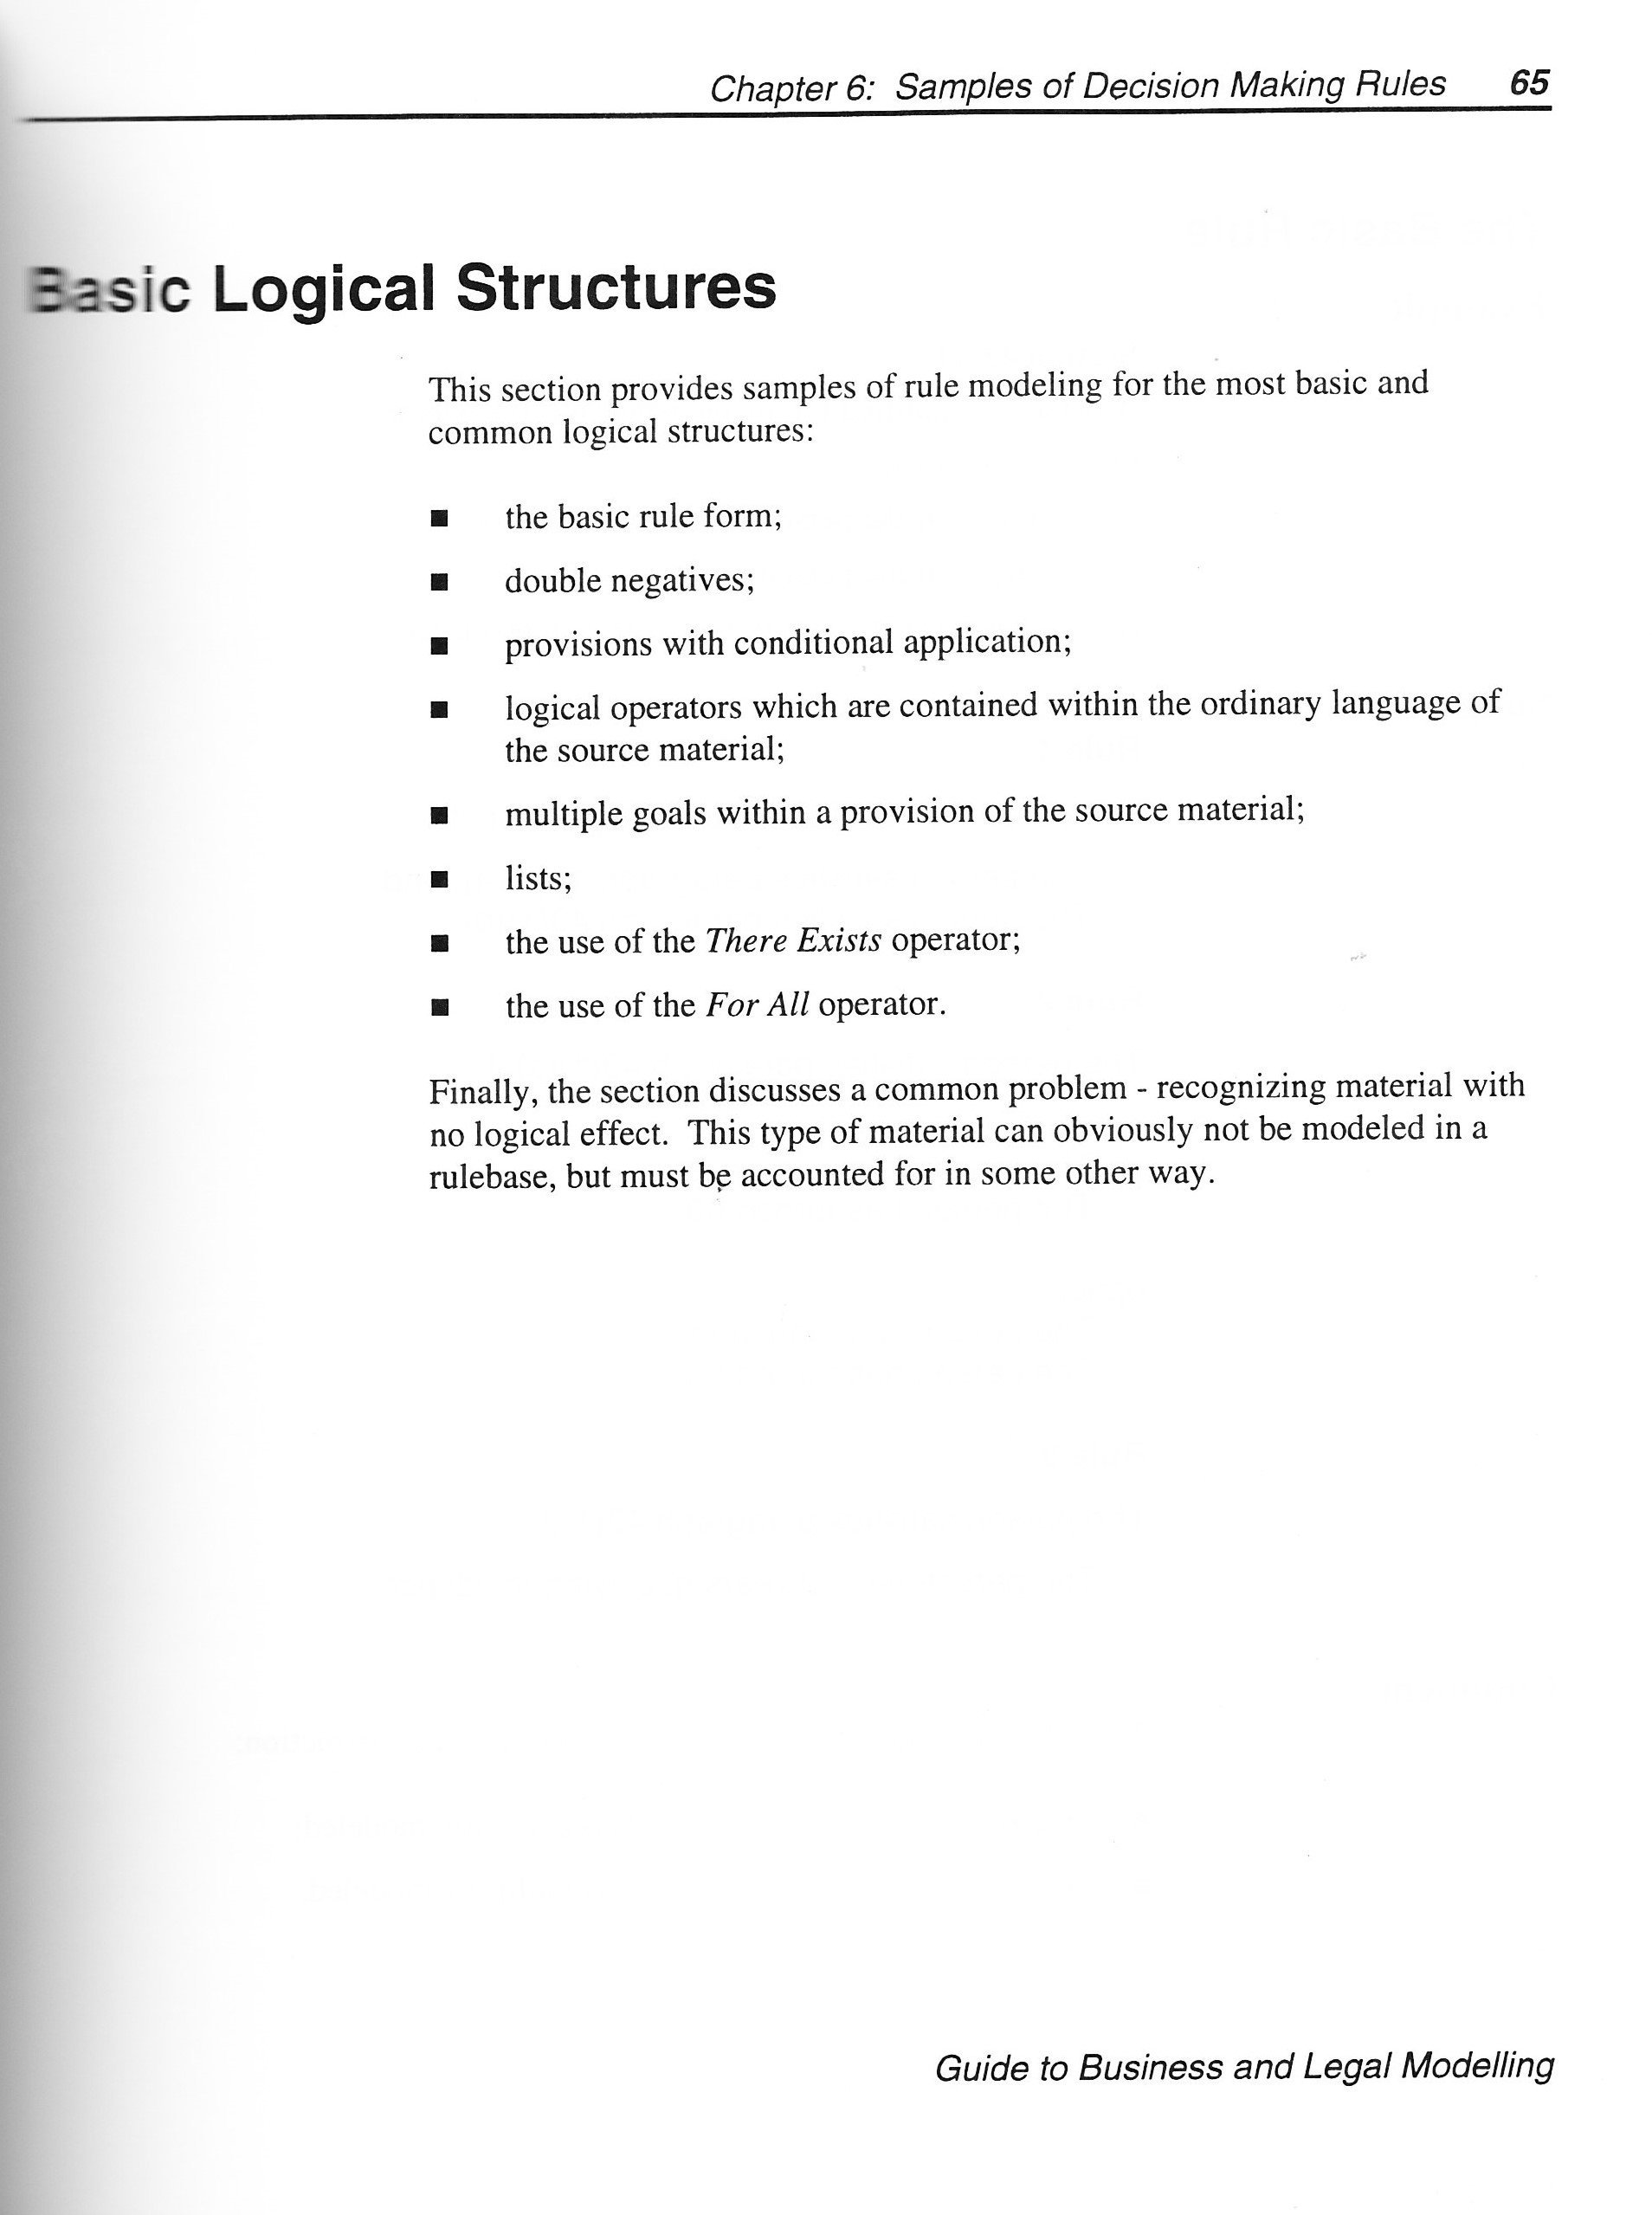 Chapter 6: Samples of Decision Making Rules 65
Basic Logical Structures
This section provides samples of rule modeling for the most basic and
common logical structures:
■ the basic rule form;
■ double negatives;
■ provisions with conditional application;
■ logical operators which are contained within the ordinary language of
the source material;
■ multiple goals within a provision of the source material;
■ lists;
■ the use of the There Exists operator;
■ the use of the For All operator.
Finally, the section discusses a common problem - recognizing material with
no logical effect. This type of material can obviously not be modeled in a
rulebase, but must be accounted for in some other way.
Guide to Business and Legal Modelling